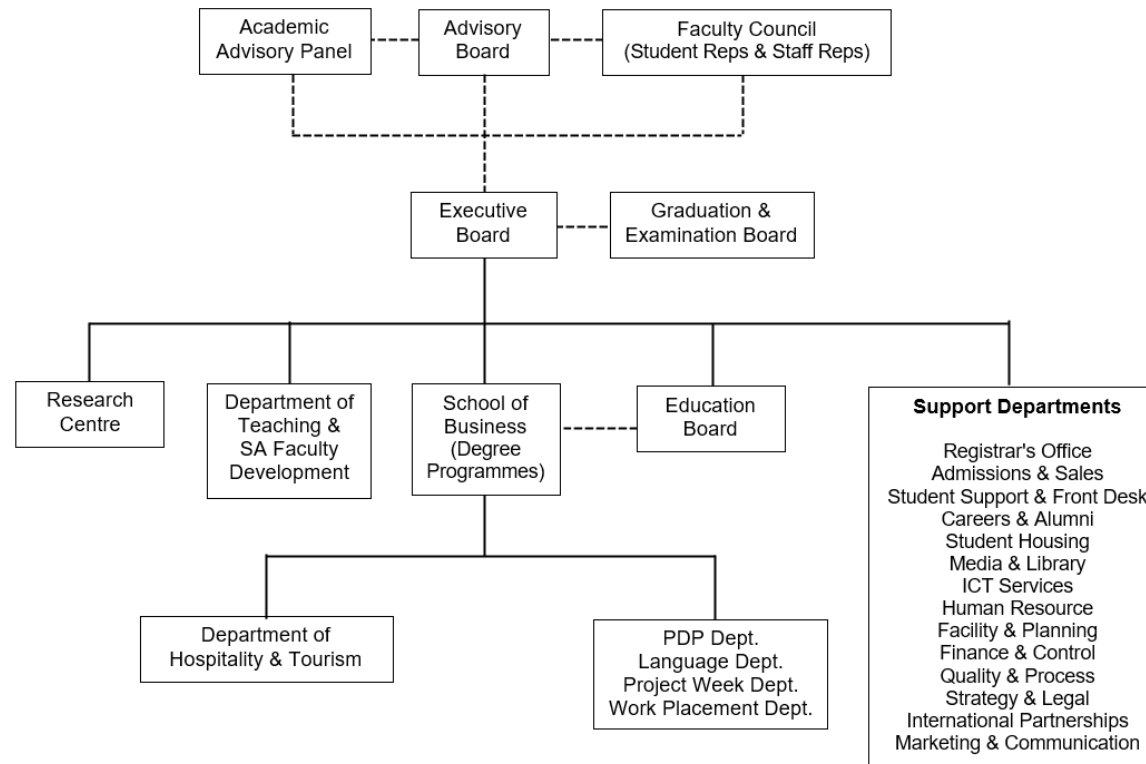 Academic
Advisory Panel
Advisory
Board
Faculty Council
(Student Reps & Staff Reps)
Executive
Board
Graduation &
Examination Board
Research
Centre
Department of
Teaching &
SA Faculty
Development
School of
Business
(Degree
Programmes)
Education
Board
Support Departments
Registrar's Office
Admissions & Sales
Student Support & Front Desk
Careers & Alumni
Student Housing
Media & Library
ICT Services
Human Resource
Facility & Planning
Finance & Control
Quality & Process
Strategy & Legal
International Partnerships
Marketing & Communication
Department of
Hospitality & Tourism
PDP Dept.
Language Dept.
Project Week Dept.
Work Placement Dept.